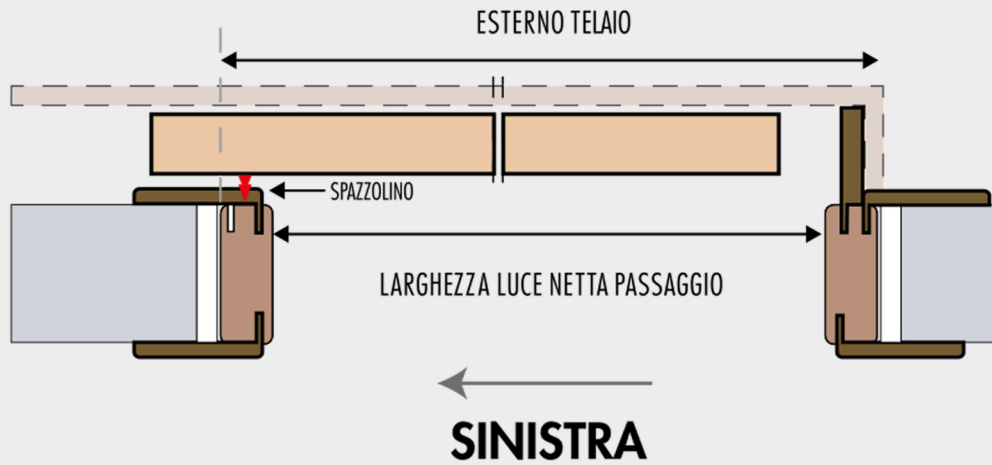 ESTERNO TELAIO
SPAZZOLINO
LARGHEZZA LUCE NETTA PASSAGGIO
SINISTRA